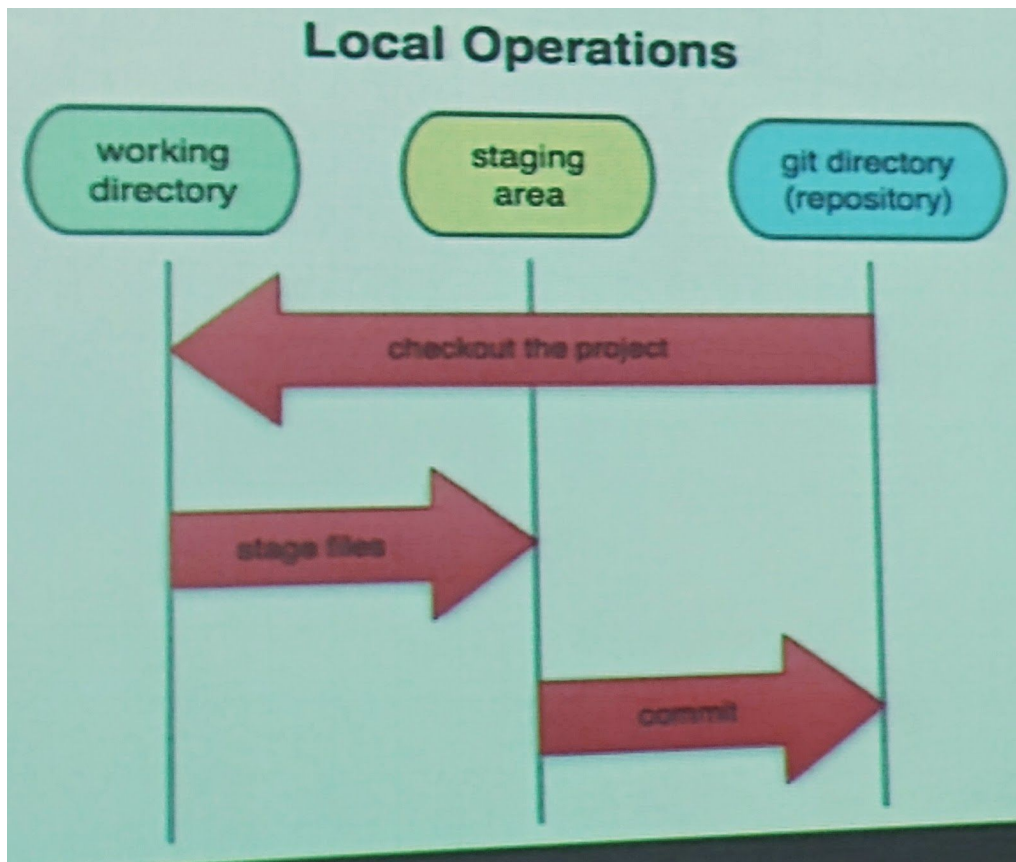 Local Operations
working
directory
staging
area
git directory
(repository)
checkout the project
stage files
commit